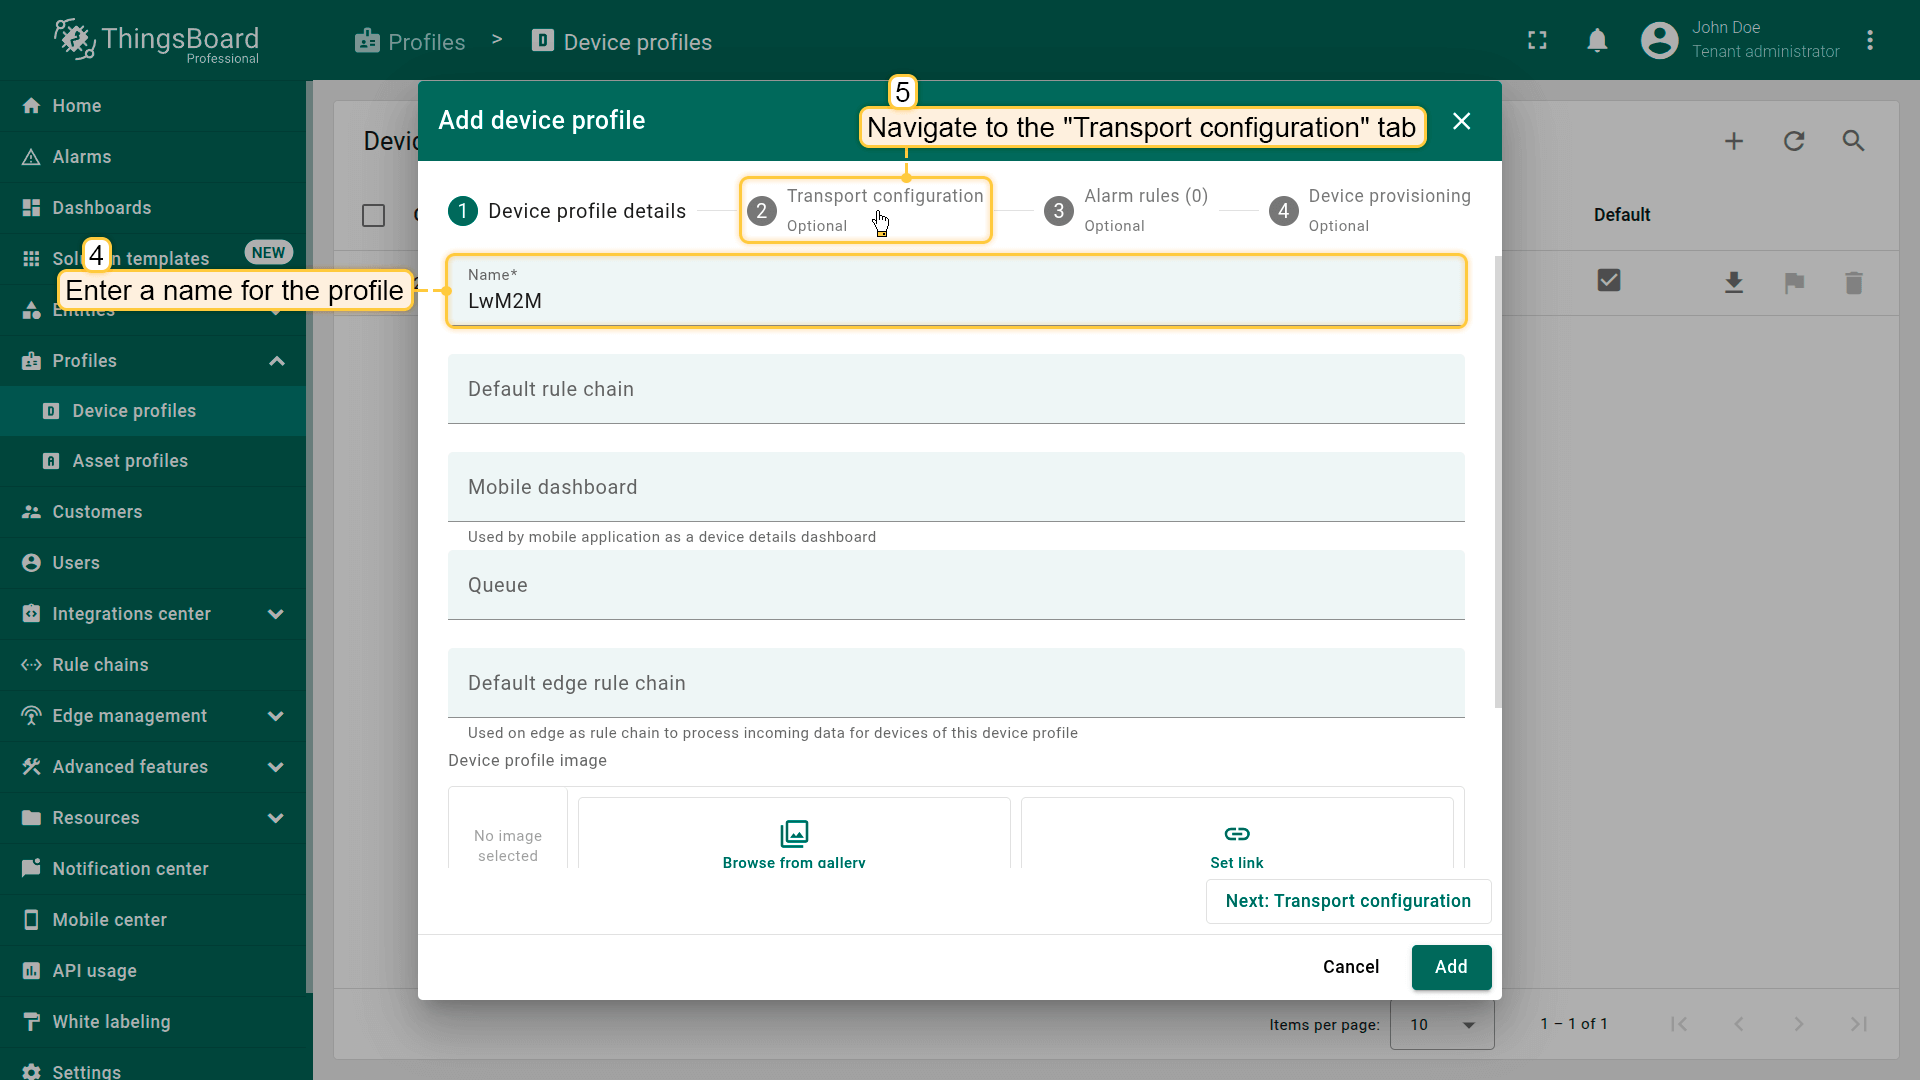 ThingsBoard
Professional
Profiles > Device profiles
John Doe
Tenant administrator
Home
Alarms
Dashboards
templates
NEW
Profiles
Device profiles
Asset profiles
Customers
Users
Integrations center
Rule chains
Edge management
Advanced features
Resources
Notification center
Mobile center
API usage
White labeling
Settings
4
Enter a name for the profile
Add device profile
5
Navigate to the "Transport configuration" tab
1 Device profile details
2 Transport configuration
Optional
3 Alarm rules (0)
Optional
4 Device provisioning
Optional
Default
Name*
LwM2M
Default rule chain
Mobile dashboard
Used by mobile application as a device details dashboard
Queue
Default edge rule chain
Used on edge as rule chain to process incoming data for devices of this device profile
Device profile image
No image
selected
Browse from gallery
Set link
Next: Transport configuration
Cancel
Add
Items per page: 10 1 – 1 of 1